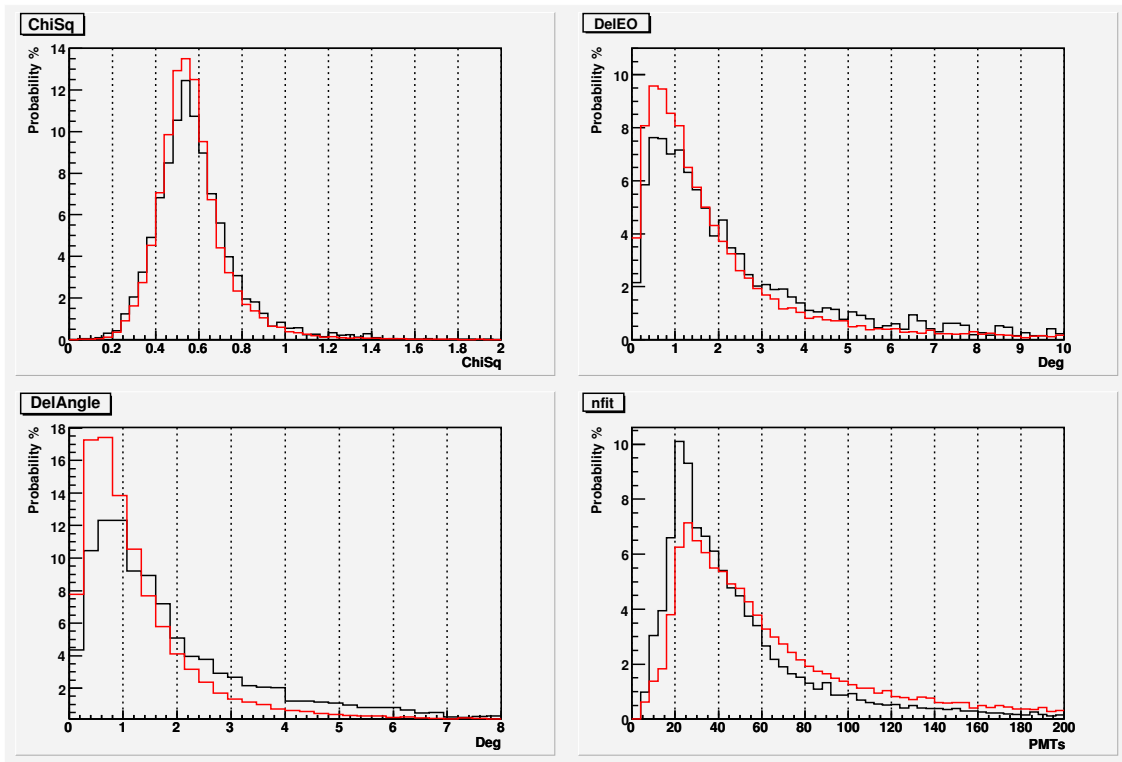 ChiSq
Probability %
14
12
10
8
6
4
2
0
0 0.2 0.4 0.6 0.8 1 1.2 1.4 1.6 1.8 2
ChiSq
DelEO
Probability %
10
8
6
4
2
0
0 1 2 3 4 5 6 7 8 9 10
Deg
DelAngle
Probability %
18
16
14
12
10
8
6
4
2
0 1 2 3 4 5 6 7 8
Deg
nfit
Probability %
10
8
6
4
2
0
0 20 40 60 80 100 120 140 160 180 200
PMTs